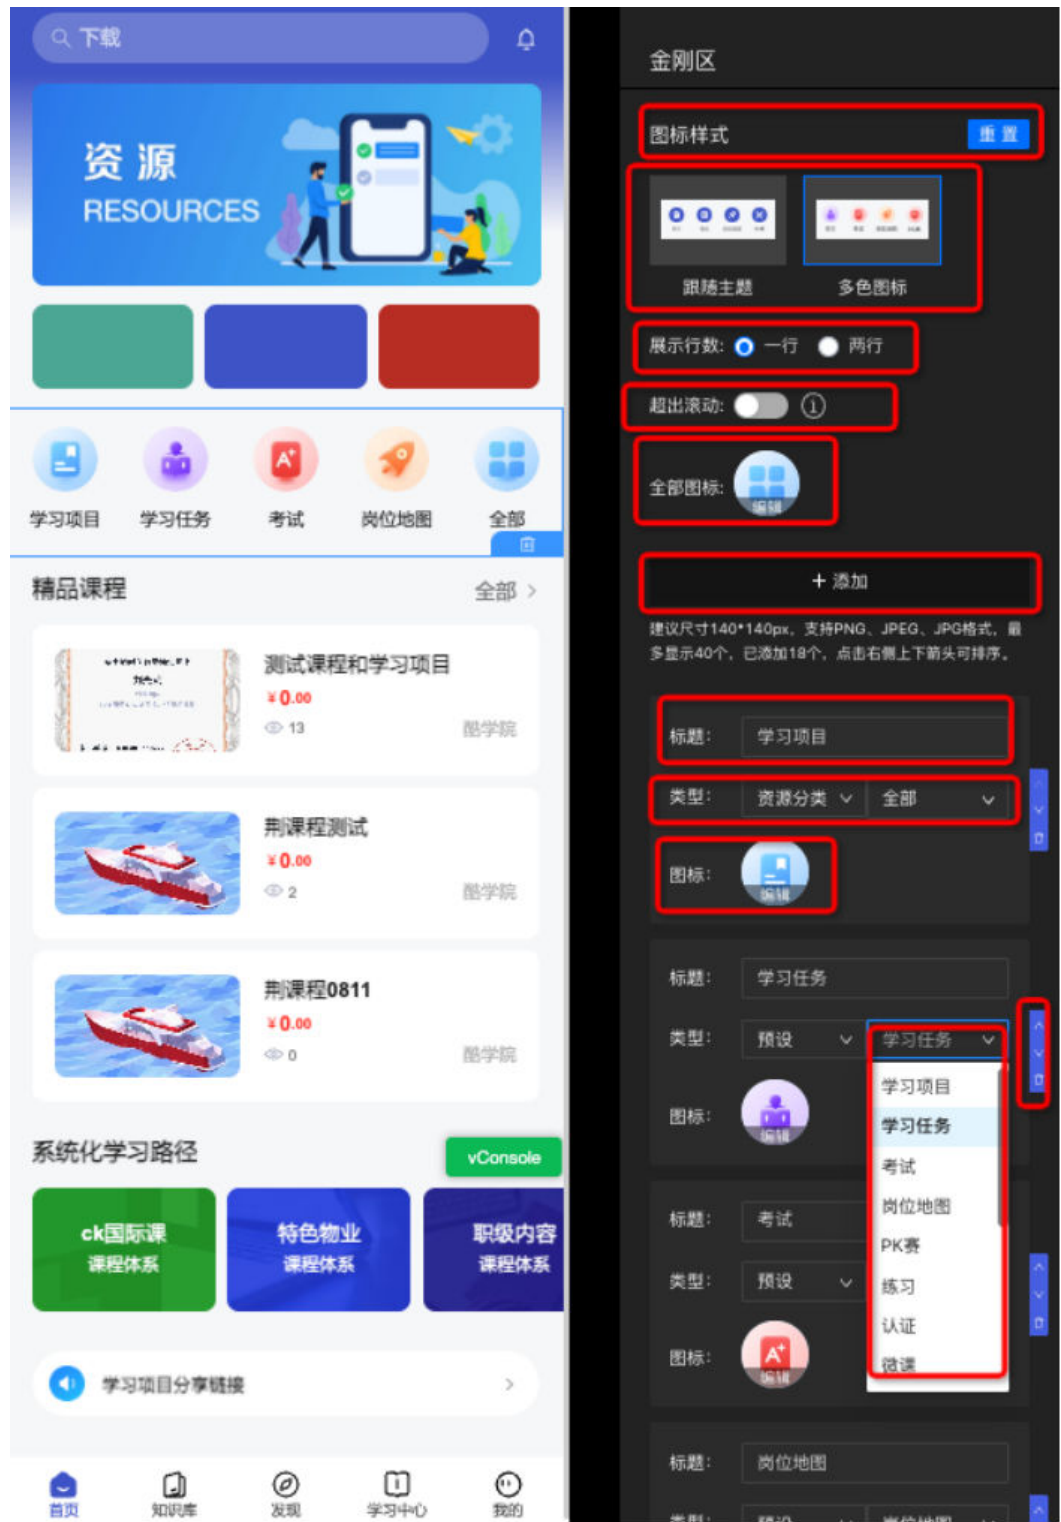 下载
资源
RESOURCES
学习项目
学习任务
考试
岗位地图
全部
精品课程
全部 >
测试课程和学习项目
¥0.00
13
酷学院
荆课程测试
¥0.00
2
酷学院
荆课程0811
¥0.00
0
酷学院
系统化学习路径
vConsole
ck国际课
课程体系
特色物业
课程体系
职级内容
课程体系
学习项目分享链接
首页
知识库
发现
学习中心
我的
金刚区
图标样式
重置
跟随主题
多色图标
展示行数: 一行 两行
超出滚动:
全部图标:
编辑
+ 添加
建议尺寸140*140px，支持PNG、JPEG、JPG格式，最
多显示40个，已添加18个，点击右侧上下箭头可排序。
标题: 学习项目
类型: 资源分类 全部
图标:
编辑
标题: 学习任务
类型: 预设 学习任务
学习项目
学习任务
考试
岗位地图
PK赛
练习
认证
微课
图标:
编辑
标题: 考试
类型: 预设
图标:
A+
编辑
标题: 岗位地图
类型: 预设 岗位地图